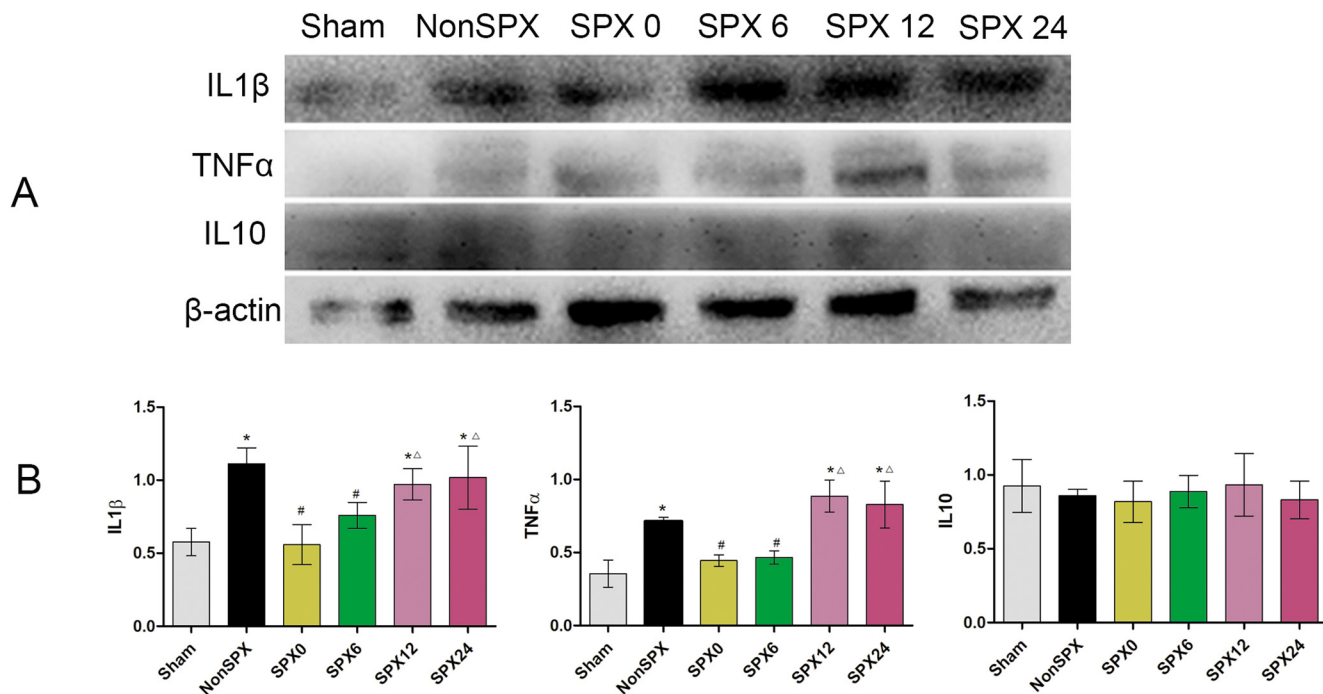 Sham NonSPX SPX 0 SPX 6 SPX 12 SPX 24
IL1β
TNFα
A
IL10
β-actin
B
1.5
1.0
0.5
0.0
IL1β
*
#
#
*△
*△
Sham NonSPX SPX0 SPX6 SPX12 SPX24
1.5
1.0
0.5
0.0
TNFα
*
#
#
*△
*△
Sham NonSPX SPX0 SPX6 SPX12 SPX24
1.5
1.0
0.5
0.0
IL10
Sham NonSPX SPX0 SPX6 SPX12 SPX24